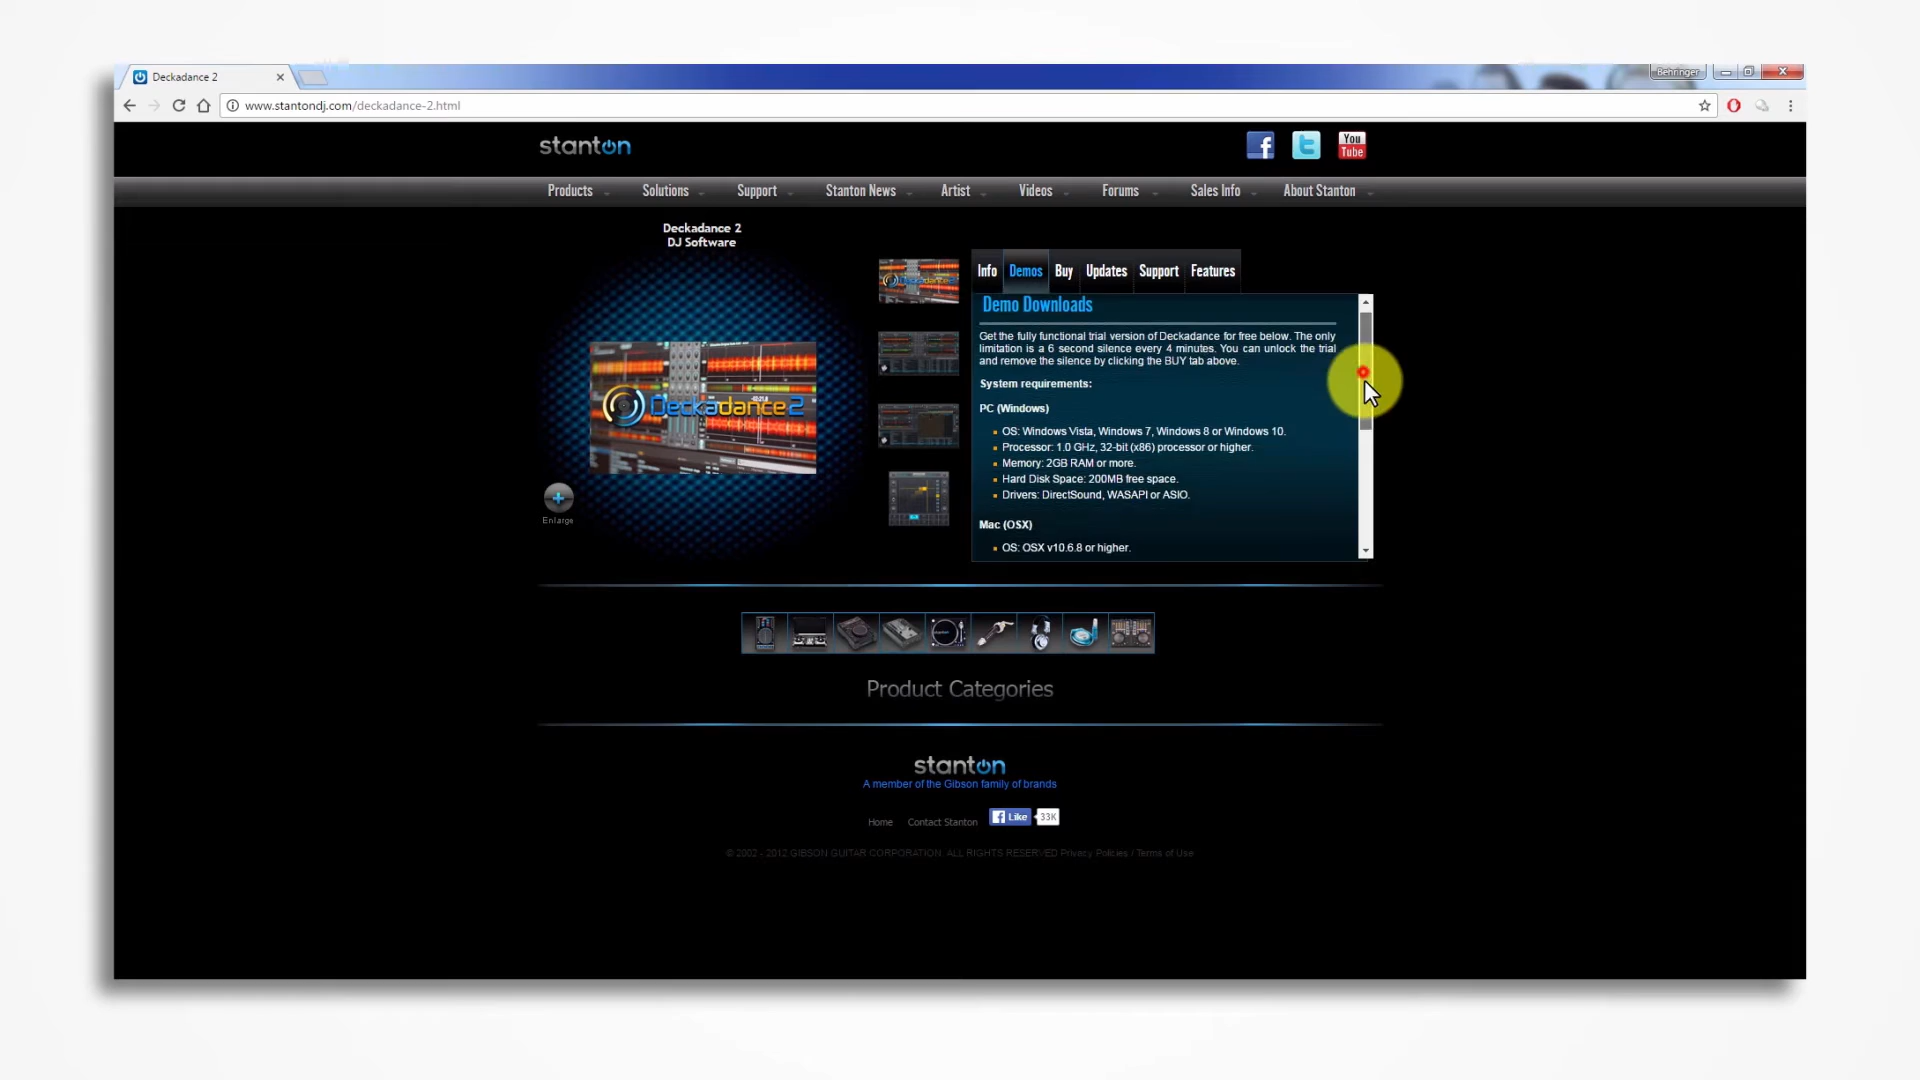 Deckadance 2
Behringer
www.stantondj.com/deckadance-2.html
stanton
You
Tube
Products
Solutions
Support
Stanton News
Artist
Videos
Forums
Sales Info
About Stanton
Deckadance 2
DJ Software
Deckadance2
Enlarge
Info
Demos
Buy
Updates
Support
Features
Demo Downloads
Get the fully functional trial version of Deckadance for free below. The only
limitation is a 6 second silence every 4 minutes. You can unlock the trial
and remove the silence by clicking the BUY tab above.
System requirements:
PC (Windows)
OS: Windows Vista, Windows 7, Windows 8 or Windows 10.
Processor: 1.0 GHz, 32-bit (x86) processor or higher.
Memory: 2GB RAM or more.
Hard Disk Space: 200MB free space.
Drivers: DirectSound, WASAPI or ASIO.
Mac (OSX)
OS: OSX v10.6.8 or higher.
Product Categories
stanton
A member of the Gibson family of brands
Home
Contact Stanton
Like
33K
© 2002 - 2012 GIBSON GUITAR CORPORATION. ALL RIGHTS RESERVED Privacy Policies / Terms of Use